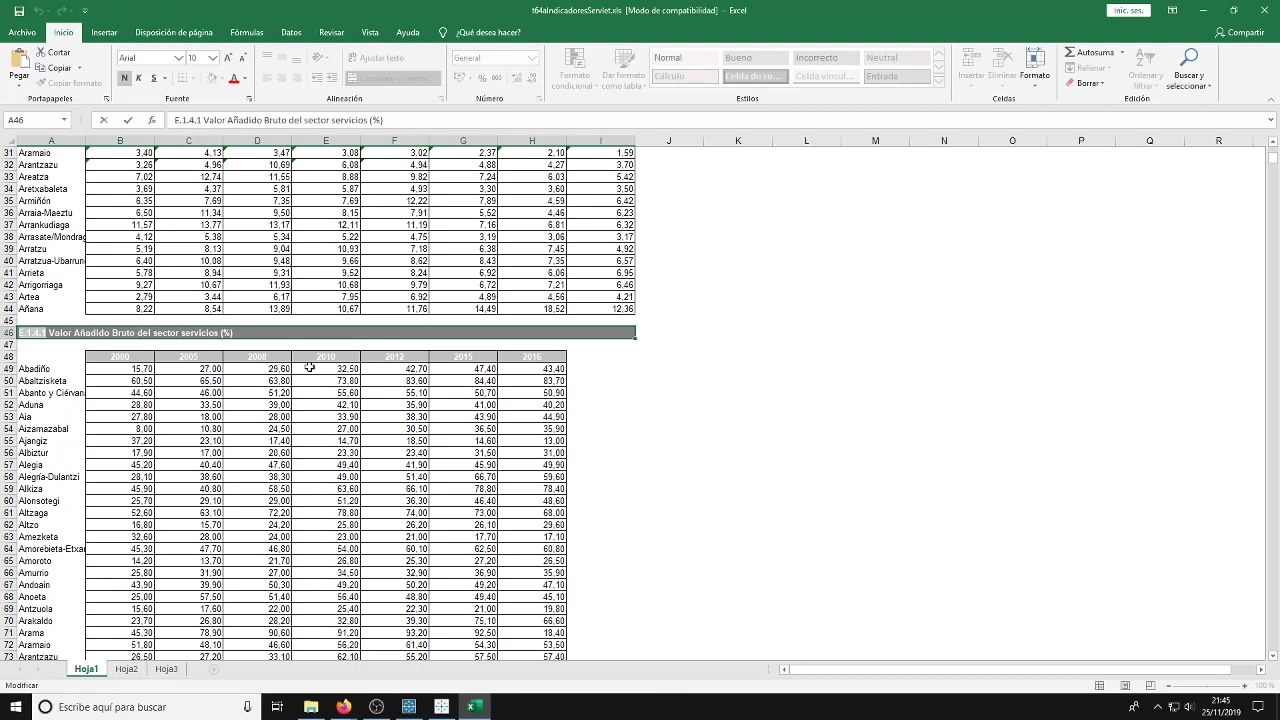 t64aIndicadoresServlet.xls [Modo de compatibilidad] - Excel
Inic. ses.
Archivo Inicio Insertar Disposición de página Fórmulas Datos Revisar Vista Ayuda ¿Qué desea hacer? Compartir
Cortar Arial 10 Ajustar texto General Normal Bueno Incorrecto Neutral Autosuma
Pegar Copiar N K S Combinar y centrar % 000 Formato condicional Dar formato como tabla Cálculo Celda de co... Celda vincul... Entrada Insertar Eliminar Formato Rellenar Ordenar y filtrar Buscar y seleccionar
Copiar formato Borrar
Portapapeles Fuente Alineación Número Estilos Celdas Edición
A46 fx E.1.4.1 Valor Añadido Bruto del sector servicios (%)
A B C D E F G H I J K L M N O P Q R
31 Aramaio 3,40 4,13 3,47 3,08 3,02 2,37 2,10 1,59
32 Arantzazu 3,26 4,96 10,69 6,08 4,94 4,88 4,27 3,70
33 Areatza 7,02 12,74 11,55 8,88 9,82 7,24 6,03 5,42
34 Aretxabaleta 3,69 4,37 5,81 5,87 4,93 3,30 3,60 3,50
35 Armiñón 6,35 7,69 7,35 7,69 12,22 7,89 4,59 6,42
36 Arraia-Maeztu 6,50 11,34 9,50 8,15 7,91 5,52 4,46 6,23
37 Arrankudiaga 11,57 13,77 13,17 12,11 11,19 7,16 6,81 6,32
38 Arrasate/Mondrag 4,12 5,38 5,34 5,22 4,75 3,19 3,06 3,17
39 Arratzu 5,19 8,13 9,04 10,93 7,18 6,38 7,45 4,92
40 Arratzua-Ubarrun 6,40 10,08 9,48 9,66 8,62 8,43 7,35 6,57
41 Arrieta 5,78 8,94 9,31 9,52 8,24 6,92 6,06 6,95
42 Arrigorriaga 9,27 10,67 11,93 10,68 9,79 6,72 7,21 6,46
43 Artea 2,79 3,44 6,17 7,95 6,92 4,89 4,56 4,21
44 Añana 8,22 8,54 13,89 10,67 11,76 14,49 18,52 12,36
45
46 E.1.4.1 Valor Añadido Bruto del sector servicios (%)
47
48 2000 2005 2008 2010 2012 2015 2016
49 Abadiño 15,70 27,00 29,60 32,50 42,70 47,40 43,40
50 Abaltzisketa 60,50 65,50 63,80 73,80 83,60 84,40 83,70
51 Abanto y Ciérvan 44,60 46,00 51,20 55,60 55,10 50,70 50,90
52 Aduna 28,80 33,50 39,00 42,10 35,90 41,00 40,20
53 Aia 27,80 18,00 28,00 33,90 38,30 43,90 44,90
54 Aizarnazabal 8,00 10,80 24,50 27,00 30,50 36,50 35,90
55 Ajangiz 37,20 23,10 17,40 14,70 18,50 14,60 13,00
56 Albiztur 17,90 17,00 20,60 23,30 23,40 31,50 31,00
57 Alegia 45,20 40,40 47,60 49,40 41,90 45,90 49,90
58 Alegría-Dulantzi 28,10 38,60 38,30 49,00 51,40 66,70 59,60
59 Alkiza 45,90 40,80 58,50 63,60 66,10 78,80 78,40
60 Alonsotegi 25,70 29,10 29,00 51,20 36,30 46,40 48,60
61 Altzaga 52,60 63,10 72,20 78,80 74,00 73,00 68,00
62 Altzo 16,80 15,70 24,20 25,80 26,20 26,10 29,60
63 Amezketa 32,60 28,00 24,00 23,00 21,00 17,70 17,10
64 Amorebieta-Etxa 45,30 47,70 46,80 54,00 60,10 62,50 60,80
65 Amoroto 14,20 13,70 21,70 26,80 25,30 27,20 26,50
66 Amurrio 25,80 31,90 27,00 34,50 32,90 36,90 35,90
67 Andoain 43,90 39,90 50,30 49,20 50,20 49,20 47,10
68 Anoeta 25,00 57,50 51,40 56,40 48,80 49,40 45,10
69 Antzuola 15,60 17,60 22,00 25,40 22,30 21,00 19,80
70 Arakaldo 23,70 26,80 28,20 32,80 39,30 75,10 66,60
71 Arama 45,30 78,90 90,60 91,20 93,20 92,50 18,40
72 Aramaio 51,80 48,10 46,60 56,20 61,40 54,30 53,50
73 Arantzazu 26,50 27,20 33,10 62,10 55,20 57,50 57,40
Hoja1 Hoja2 Hoja3
Modificar 100 %
Escribe aquí para buscar
21:45
25/11/2019